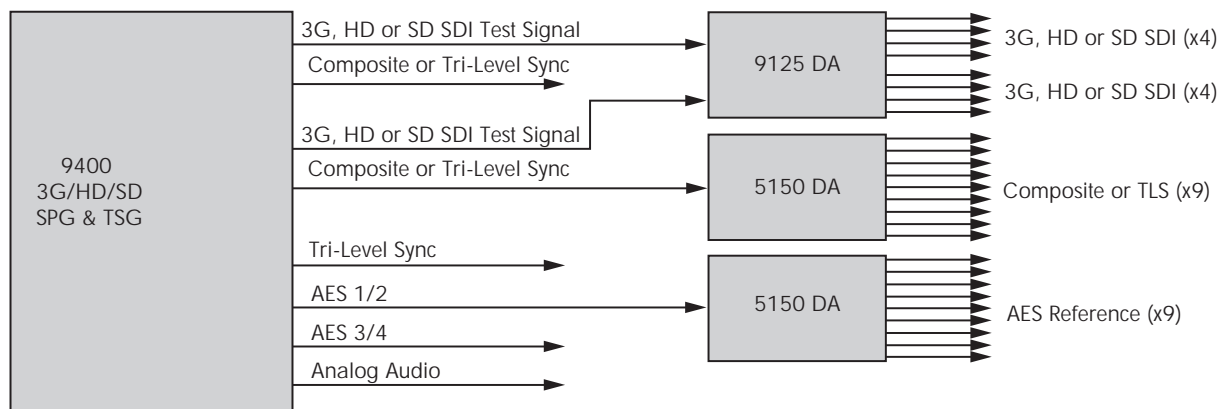 9400
3G/HD/SD
SPG & TSG
3G, HD or SD SDI Test Signal
Composite or Tri-Level Sync
3G, HD or SD SDI Test Signal
Composite or Tri-Level Sync
Tri-Level Sync
AES 1/2
AES 3/4
Analog Audio
9125 DA
5150 DA
5150 DA
3G, HD or SD SDI (x4)
3G, HD or SD SDI (x4)
Composite or TLS (x9)
AES Reference (x9)